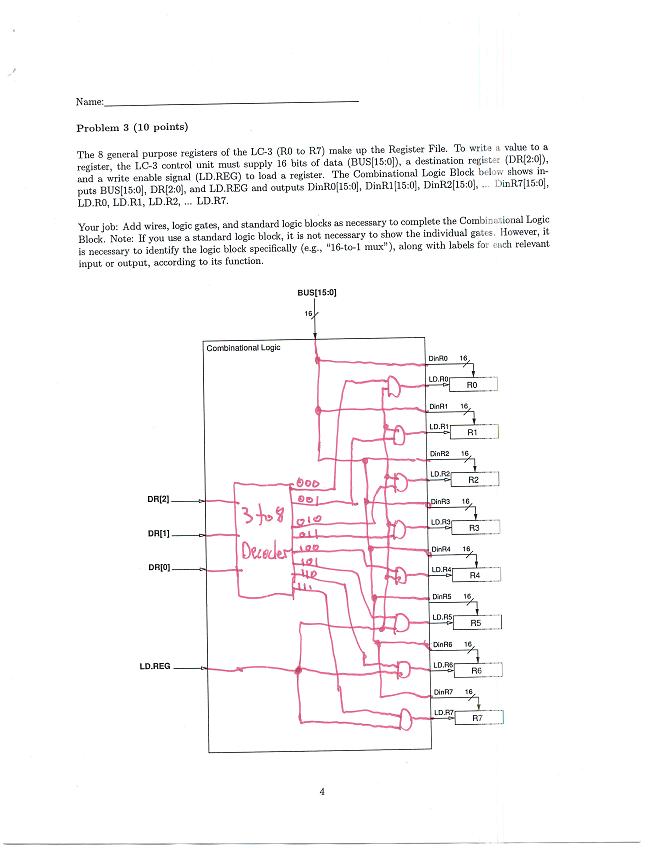 Name:
Problem 3 (10 points)
The 8 general purpose registers of the LC-3 (R0 to R7) make up the Register File. To write a value to a
register, the LC-3 control unit must supply 16 bits of data (BUS[15:0]), a destination register (DR[2:0]),
and a write enable signal (LD.REG) to load a register. The Combinational Logic Block below shows in-
puts BUS[15:0], DR[2:0], and LD.REG and outputs DinR0[15:0], DinR1[15:0], DinR2[15:0], ... DinR7[15:0],
LD.R0, LD.R1, LD.R2, ... LD.R7.
Your job: Add wires, logic gates, and standard logic blocks as necessary to complete the Combinational Logic
Block. Note: If you use a standard logic block, it is not necessary to show the individual gates. However, it
is necessary to identify the logic block specifically (e.g., "16-to-1 mux"), along with labels for each relevant
input or output, according to its function.
BUS[15:0]
16
Combinational Logic
DinR0 16
LD.R0 R0
DinR1 16
LD.R1 R1
DinR2 16
LD.R2 R2
DinR3 16
LD.R3 R3
DinR4 16
LD.R4 R4
DinR5 16
LD.R5 R5
DinR6 16
LD.R6 R6
DinR7 16
LD.R7 R7
DR[2]
DR[1]
DR[0]
LD.REG
3 to 8
Decoder
000
001
010
011
100
101
110
111
4